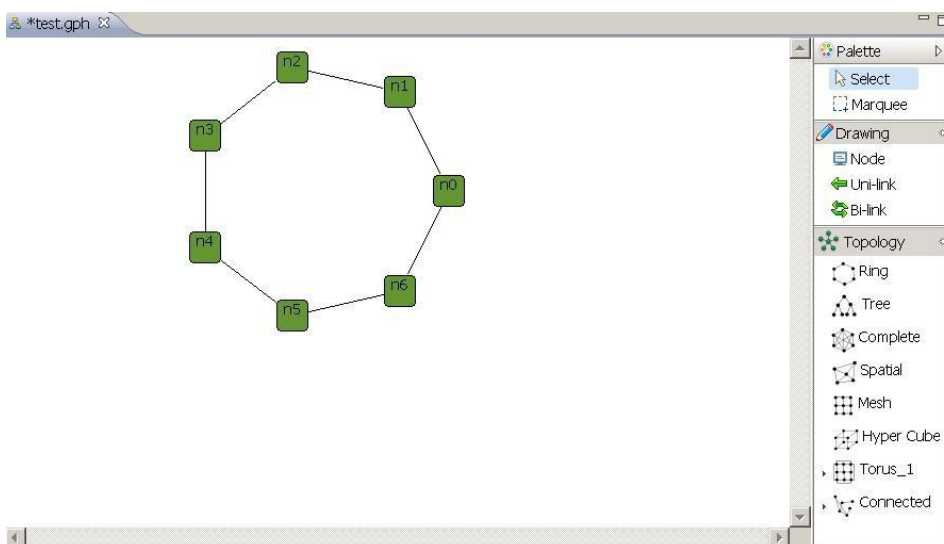 *test.gph
n2
n1
n3
n0
n4
n6
n5
Palette
Select
Marquee
Drawing
Node
Uni-link
Bi-link
Topology
Ring
Tree
Complete
Spatial
Mesh
Hyper Cube
Torus_1
Connected